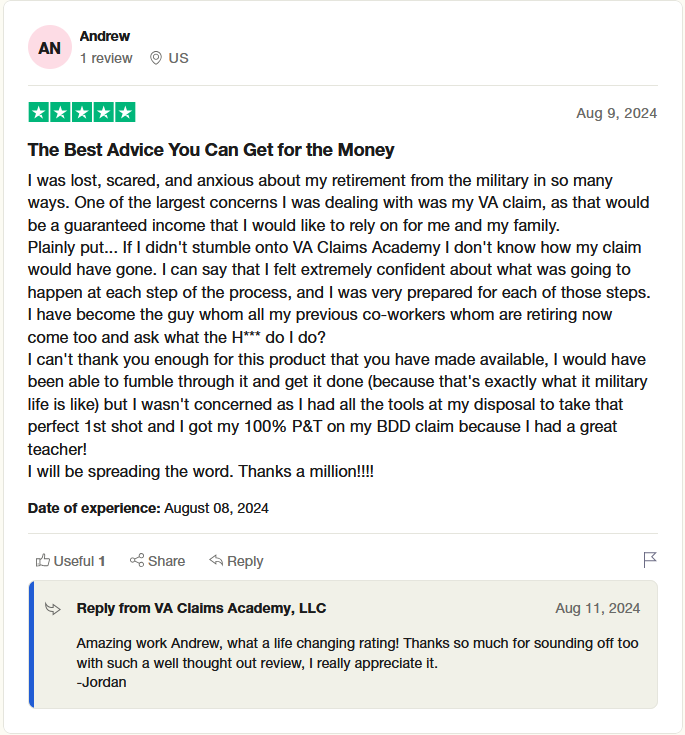 AN
Andrew
1 review US
Aug 9, 2024
The Best Advice You Can Get for the Money
I was lost, scared, and anxious about my retirement from the military in so many
ways. One of the largest concerns I was dealing with was my VA claim, as that would
be a guaranteed income that I would like to rely on for me and my family.
Plainly put... If I didn't stumble onto VA Claims Academy I don't know how my claim
would have gone. I can say that I felt extremely confident about what was going to
happen at each step of the process, and I was very prepared for each of those steps.
I have become the guy whom all my previous co-workers whom are retiring now
come too and ask what the H*** do I do?
I can't thank you enough for this product that you have made available, I would have
been able to fumble through it and get it done (because that's exactly what it military
life is like) but I wasn't concerned as I had all the tools at my disposal to take that
perfect 1st shot and I got my 100% P&T on my BDD claim because I had a great
teacher!
I will be spreading the word. Thanks a million!!!!
Date of experience: August 08, 2024
Useful 1 Share Reply
Reply from VA Claims Academy, LLC
Aug 11, 2024
Amazing work Andrew, what a life changing rating! Thanks so much for sounding off too
with such a well thought out review, I really appreciate it.
-Jordan